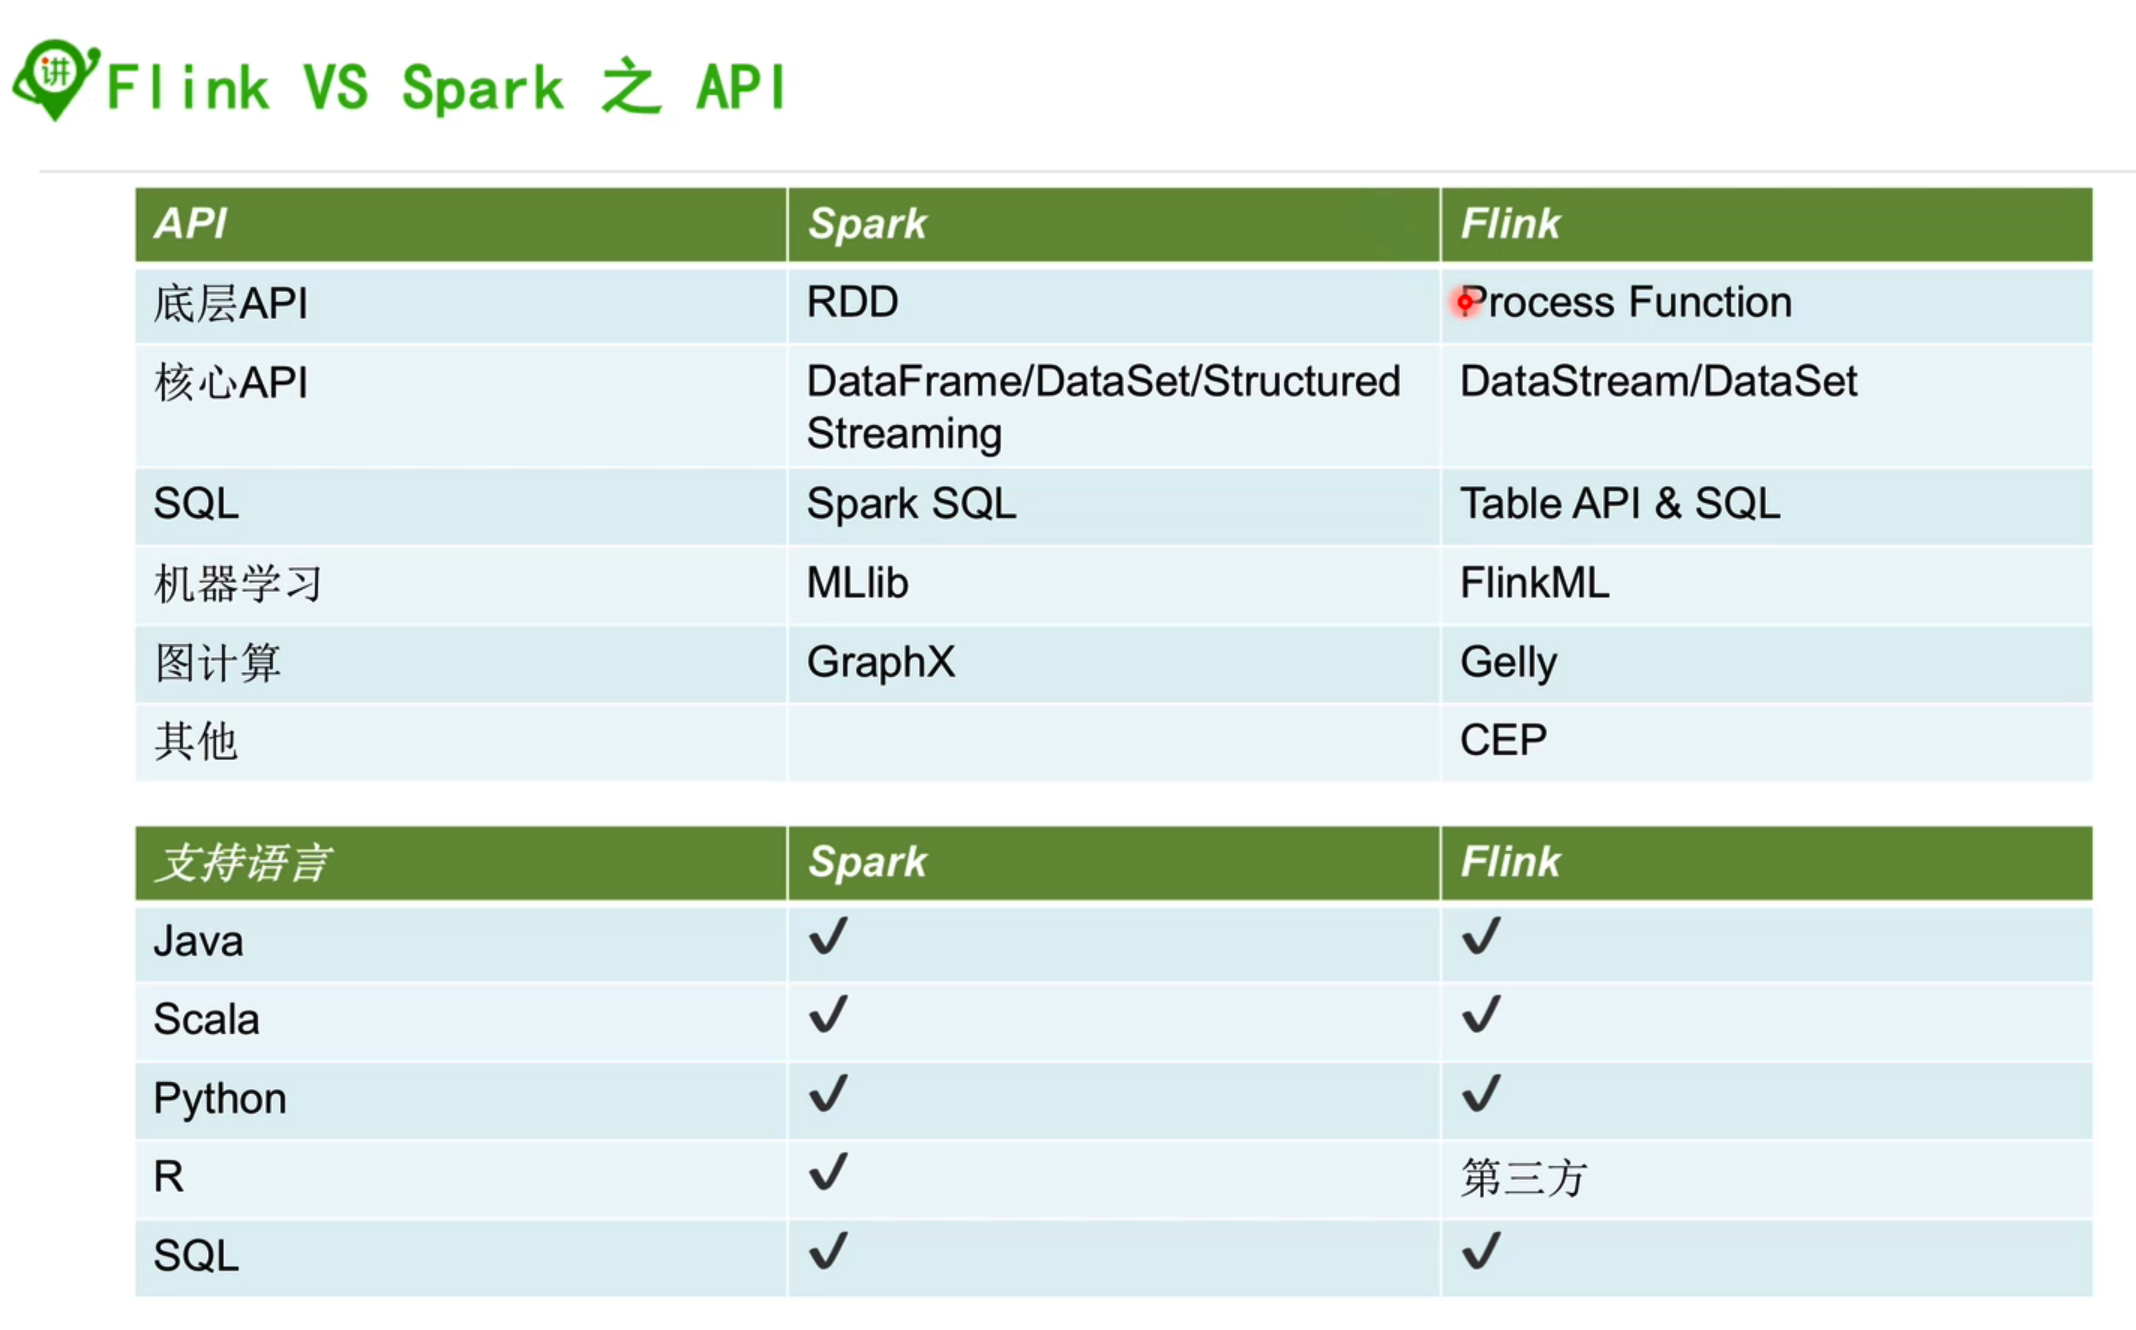 讲
Flink VS Spark 之 API
API Spark Flink
底层API RDD Process Function
核心API DataFrame/DataSet/Structured DataStream/DataSet
Streaming
SQL Spark SQL Table API & SQL
机器学习 MLlib FlinkML
图计算 GraphX Gelly
其他 CEP
支持语言 Spark Flink
Java ✓ ✓
Scala ✓ ✓
Python ✓ ✓
R ✓ 第三方
SQL ✓ ✓